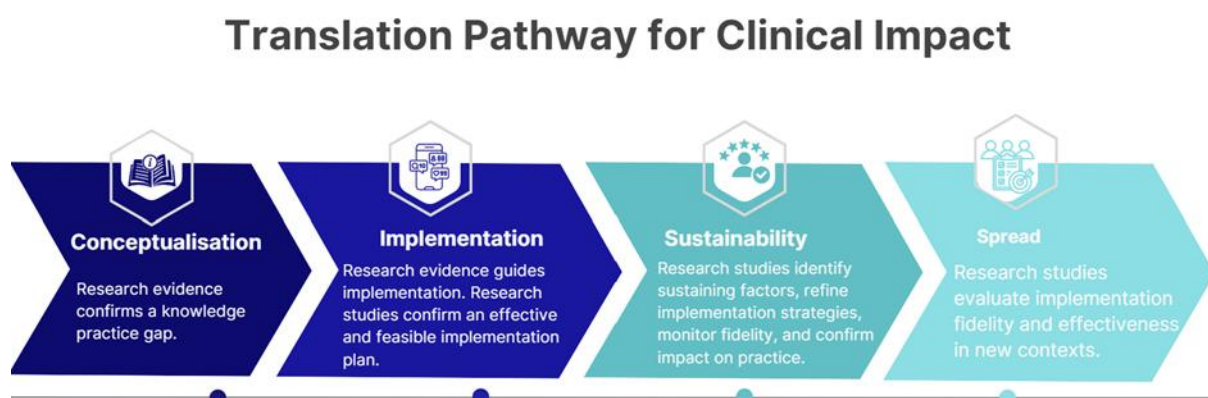 Translation Pathway for Clinical Impact
Conceptualisation
Research evidence
confirms a knowledge
practice gap.
Implementation
Research evidence guides
implementation. Research
studies confirm an effective
and feasible implementation
plan.
Sustainability
Research studies identify
sustaining factors, refine
implementation strategies,
monitor fidelity, and confirm
impact on practice.
Spread
Research studies
evaluate implementation
fidelity and effectiveness
in new contexts.